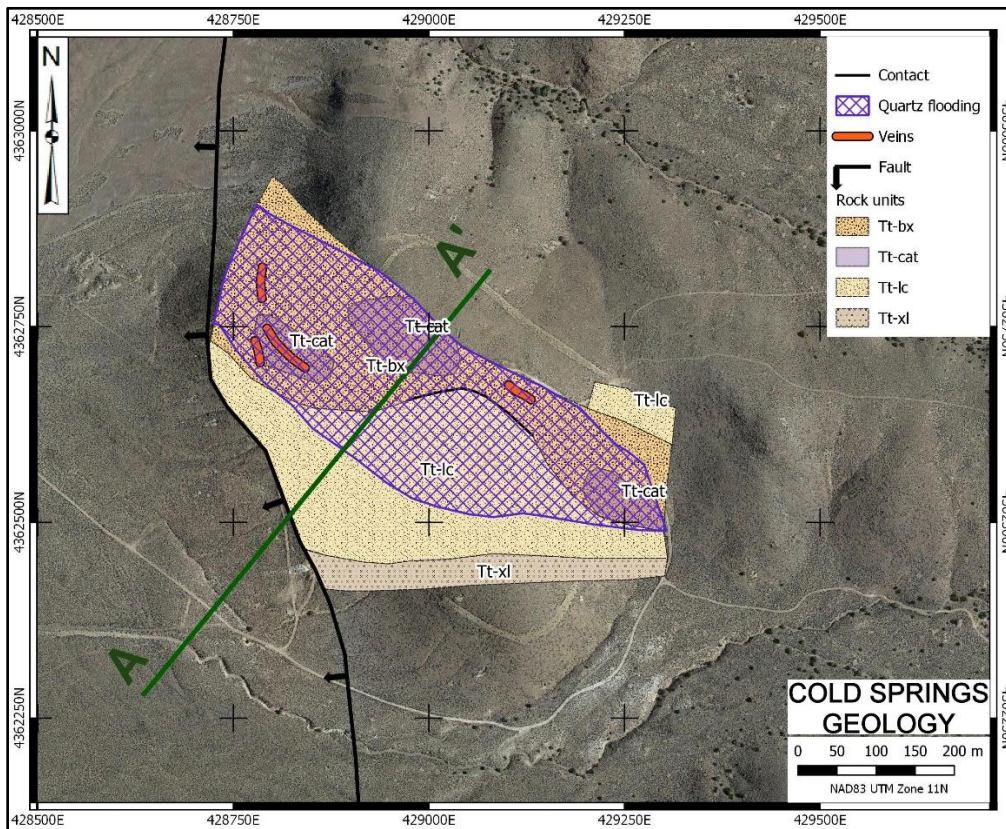 428500E 428750E 429000E 429250E 429500E
N
4363000N
4362750N
4362500N
4362250N
Contact
Quartz flooding
Veins
Fault
Rock units
Tt-bx
Tt-cat
Tt-lc
Tt-xl
A'
Tt-cat
Tt-cat
Tt-bx
Tt-lc
Tt-lc
Tt-cat
Tt-xl
A
COLD SPRINGS
GEOLOGY
0 50 100 150 200 m
NAD83 UTM Zone 11N
428500E 428750E 429000E 429250E 429500E